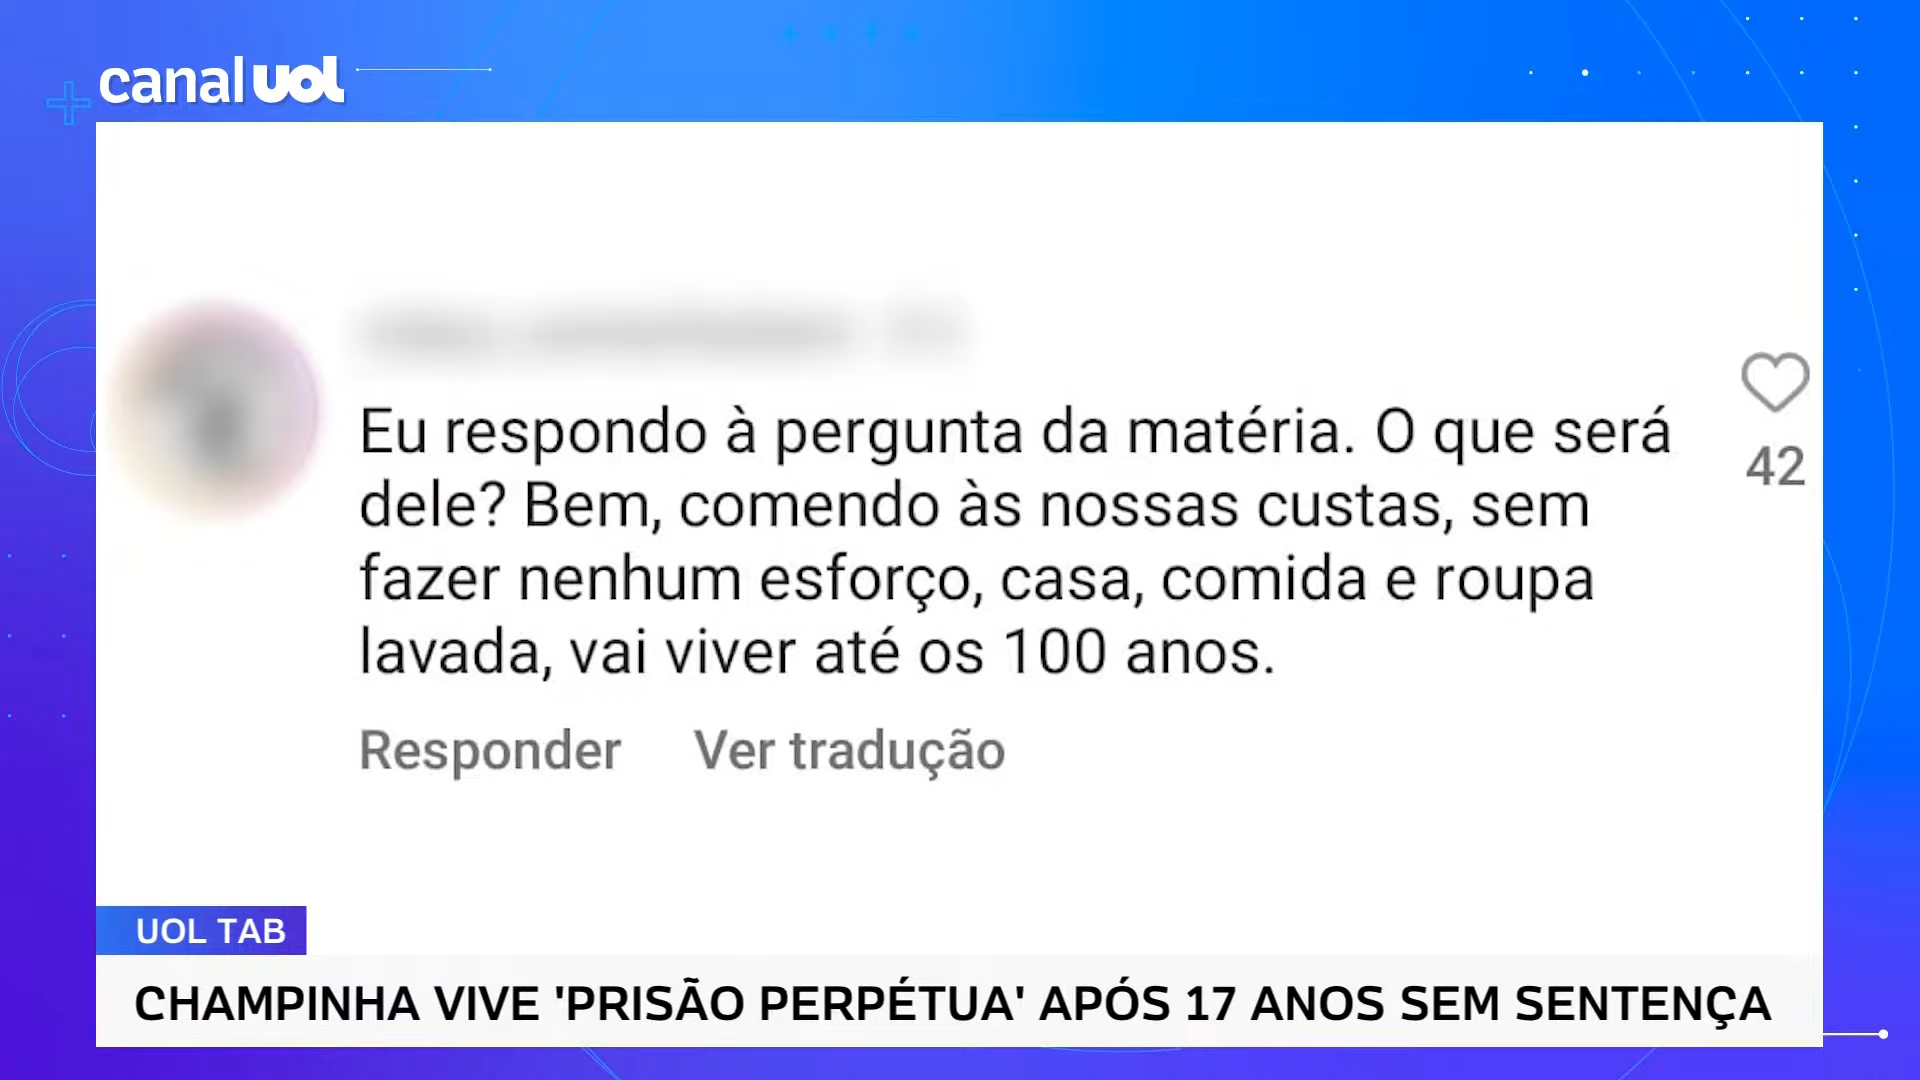 canal uol
Eu respondo à pergunta da matéria. O que será
dele? Bem, comendo às nossas custas, sem
fazer nenhum esforço, casa, comida e roupa
lavada, vai viver até os 100 anos.
42
Responder Ver tradução
UOL TAB
CHAMPINHA VIVE 'PRISÃO PERPÉTUA' APÓS 17 ANOS SEM SENTENÇA